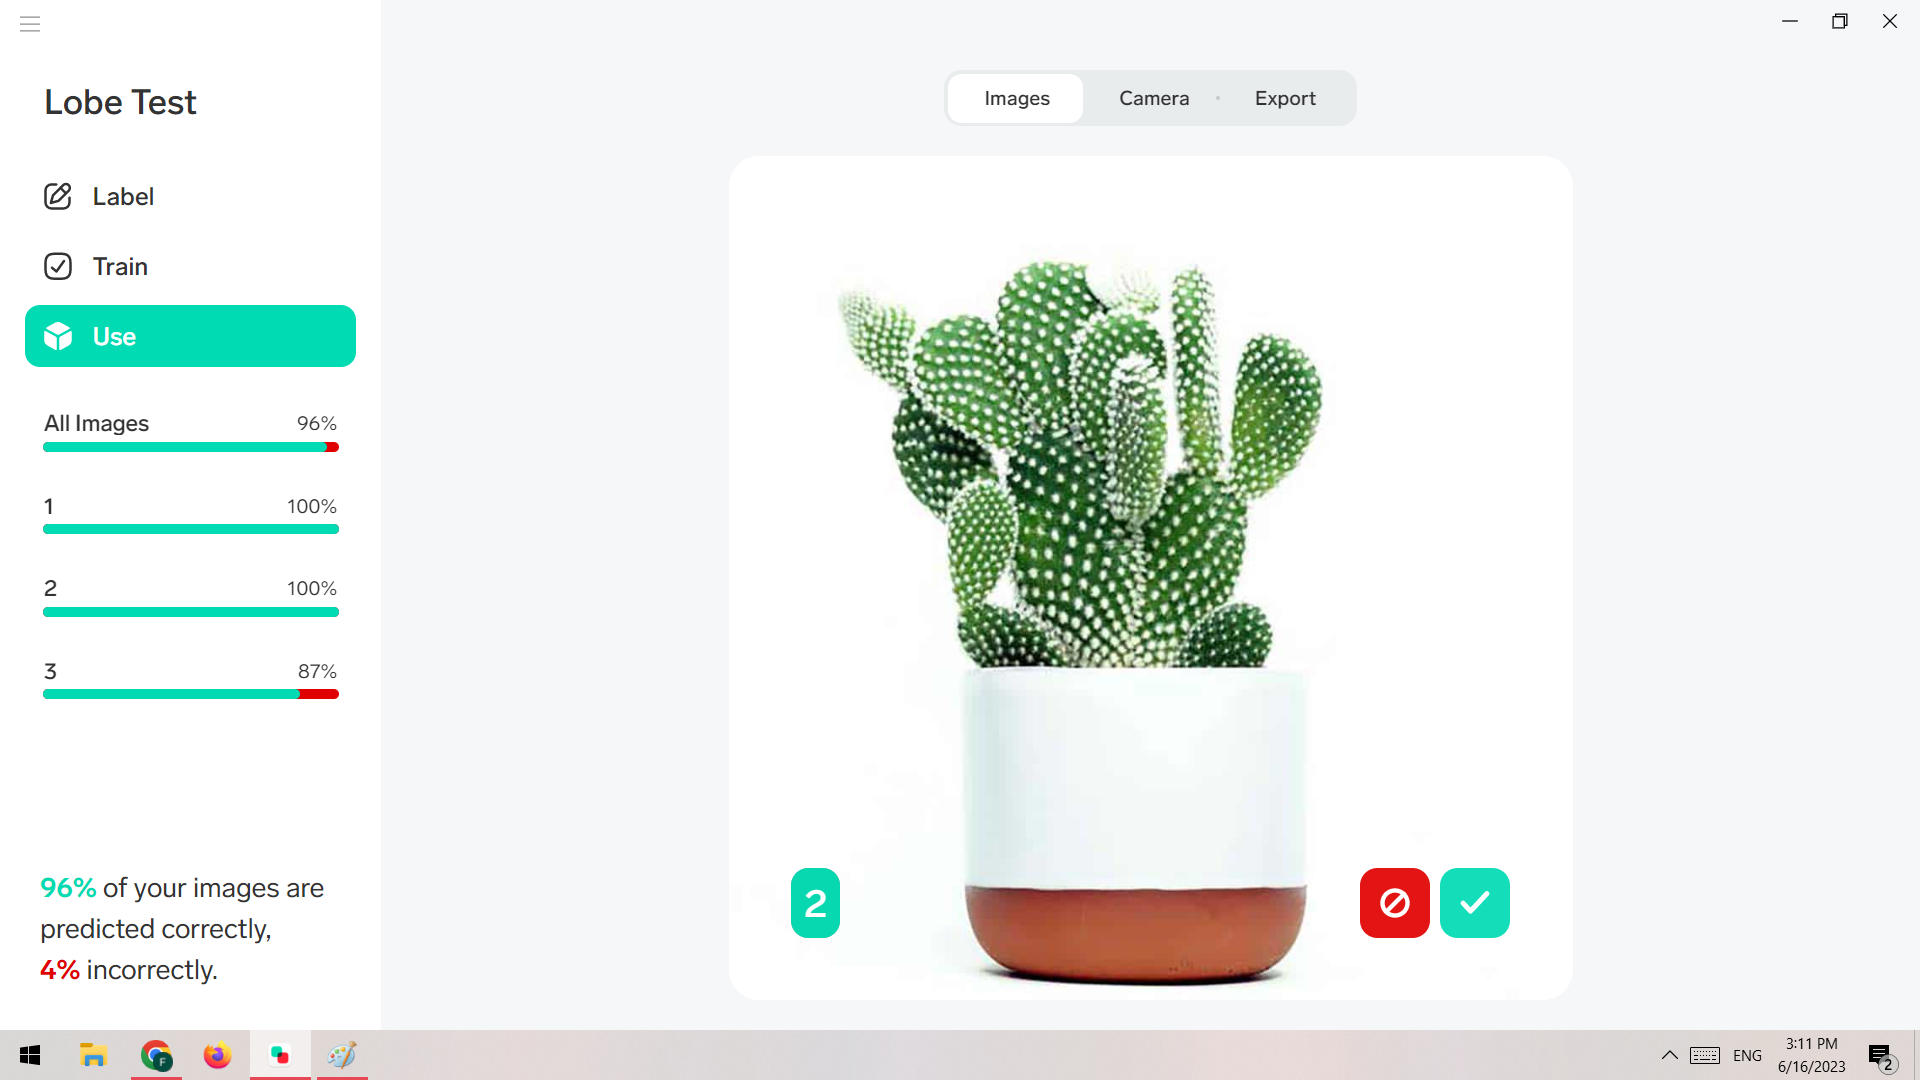 Lobe Test
Label
Train
Use
All Images 96%
1 100%
2 100%
3 87%
96% of your images are
predicted correctly,
4% incorrectly.
Images Camera Export
2
F
ENG
3:11 PM
6/16/2023
2